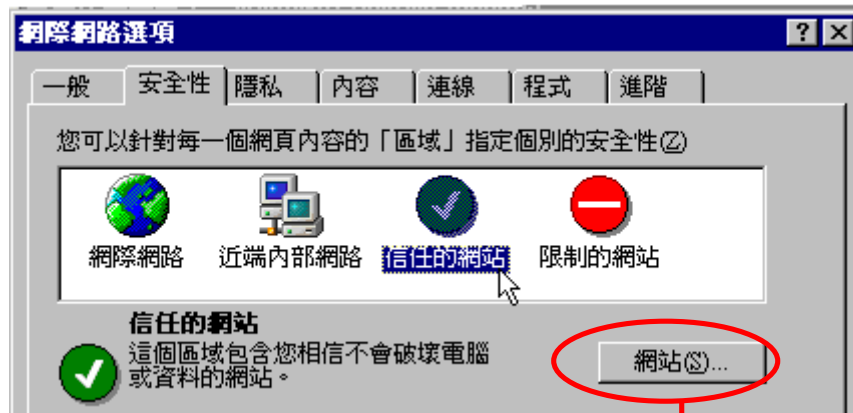 網際網路選項
一般 安全性 隱私 內容 連線 程式 進階
您可以針對每一個網頁內容的「區域」指定個別的安全性(Z)
網際網路 近端內部網路 信任的網站 限制的網站
信任的網站
這個區域包含您相信不會破壞電腦
或資料的網站。
網站(S)...